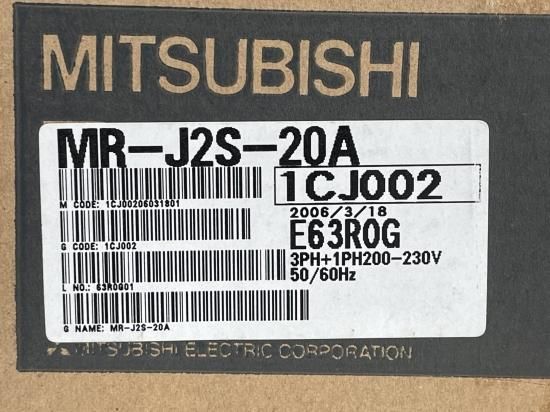 MITSUBISHI
MR-J2S-20A
1CJ002
M CODE: 1CJ00206031801
2006/3/18
E63R0G
G CODE: 1CJ002
3PH+1PH200-230V
50/60Hz
L NO.: 63R0G01
G NAME: MR-J2S-20A
MITSUBISHI ELECTRIC CORPORATION